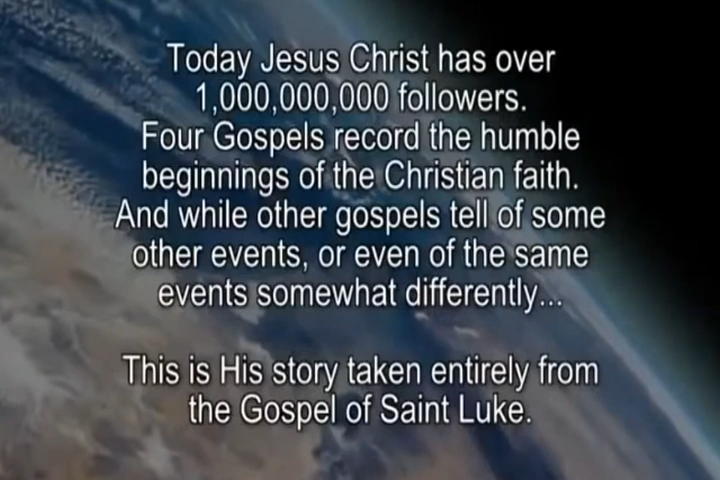 Today Jesus Christ has over
1,000,000,000 followers.
Four Gospels record the humble
beginnings of the Christian faith.
And while other gospels tell of some
other events, or even of the same
events somewhat differently...
This is His story taken entirely from
the Gospel of Saint Luke.